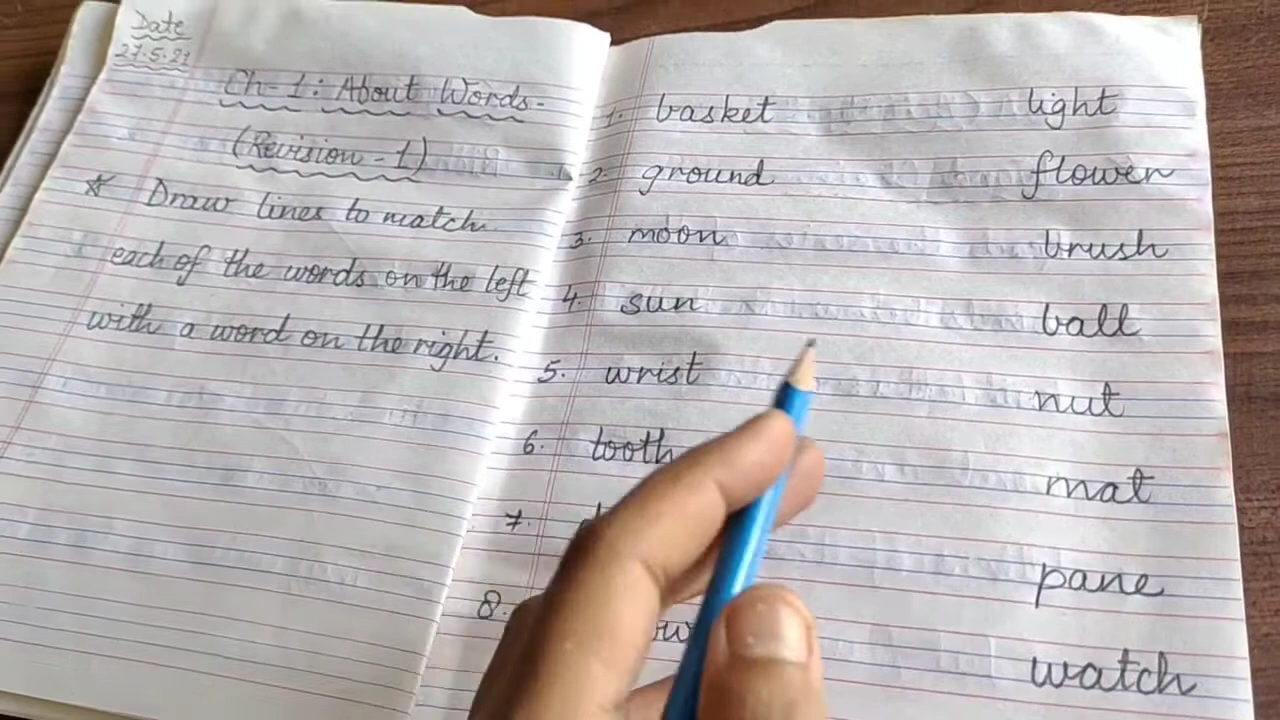 Date
27.5.21
Ch-1: About Words-
(Revision-1)
* Draw lines to match
each of the words on the left
with a word on the right.
1. basket light
2. ground flower
3. moon brush
4. sun ball
5. wrist nut
6. tooth mat
7. pane
8. watch